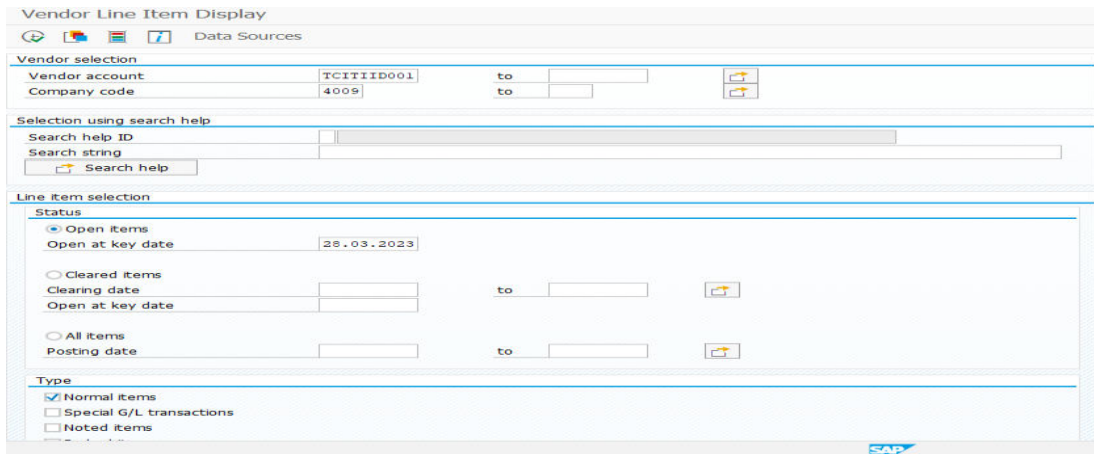 Vendor Line Item Display
Data Sources
Vendor selection
Vendor account TCITIID001 to
Company code 4009 to
Selection using search help
Search help ID
Search string
Search help
Line item selection
Status
Open items
Open at key date 28.03.2023
Cleared items
Clearing date to
Open at key date
All items
Posting date to
Type
Normal items
Special G/L transactions
Noted items
SAP